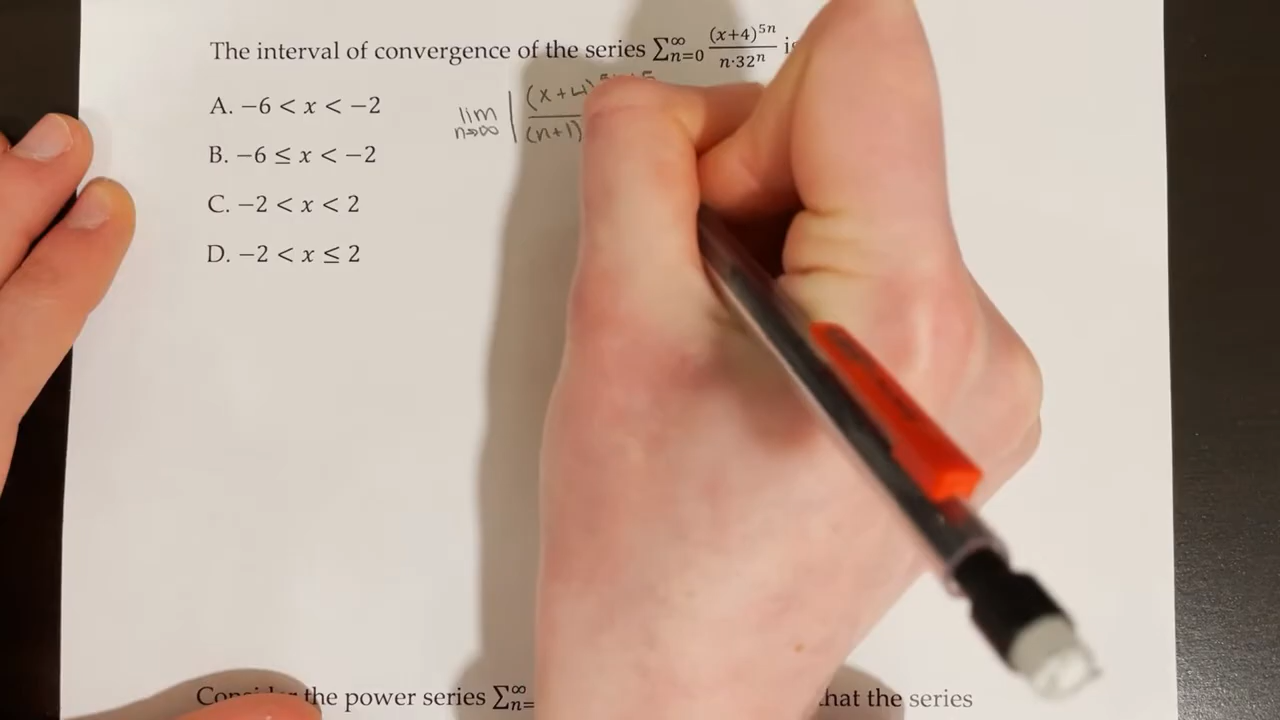 The interval of convergence of the series ∑_{n=0}^{∞} (x+4)^{5n} / n·32^n
A. −6 < x < −2
B. −6 ≤ x < −2
C. −2 < x < 2
D. −2 < x ≤ 2
lim n→∞ | (x+4) / (n+1)
the power series ∑ ∞ n= the series